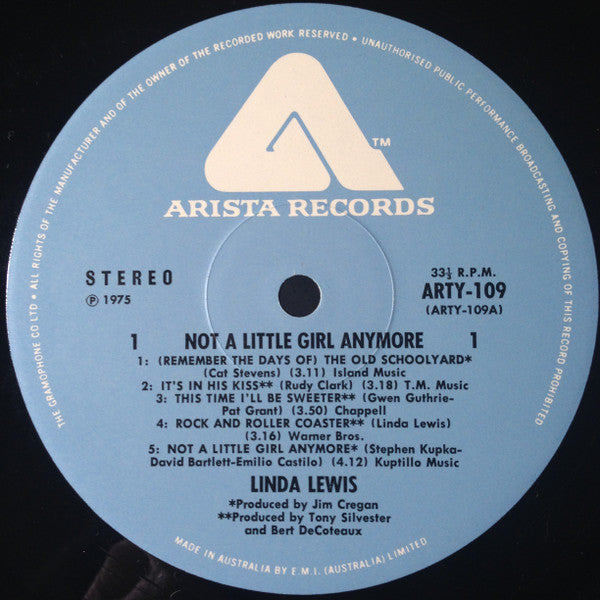 THE GRAMOPHONE CO LTD • ALL RIGHTS OF THE MANUFACTURER AND OF THE OWNER OF THE RECORDED WORK RESERVED • UNAUTHORISED PUBLIC PERFORMANCE BROADCASTING AND COPYING OF THIS RECORD PROHIBITED
TM
ARISTA RECORDS
STEREO
℗ 1975
33⅓ R.P.M.
ARTY-109
(ARTY-109A)
1 NOT A LITTLE GIRL ANYMORE 1
1: (REMEMBER THE DAYS OF) THE OLD SCHOOLYARD*
(Cat Stevens) (3.11) Island Music
2: IT'S IN HIS KISS** (Rudy Clark) (3.18) T.M. Music
3: THIS TIME I'LL BE SWEETER** (Gwen Guthrie-
Pat Grant) (3.50) Chappell
4: ROCK AND ROLLER COASTER** (Linda Lewis)
(3.16) Warner Bros.
5: NOT A LITTLE GIRL ANYMORE* (Stephen Kupka-
David Bartlett-Emilio Castilo) (4.12) Kuptillo Music
LINDA LEWIS
*Produced by Jim Cregan
**Produced by Tony Silvester
and Bert DeCoteaux
MADE IN AUSTRALIA BY E.M.I. (AUSTRALIA) LIMITED